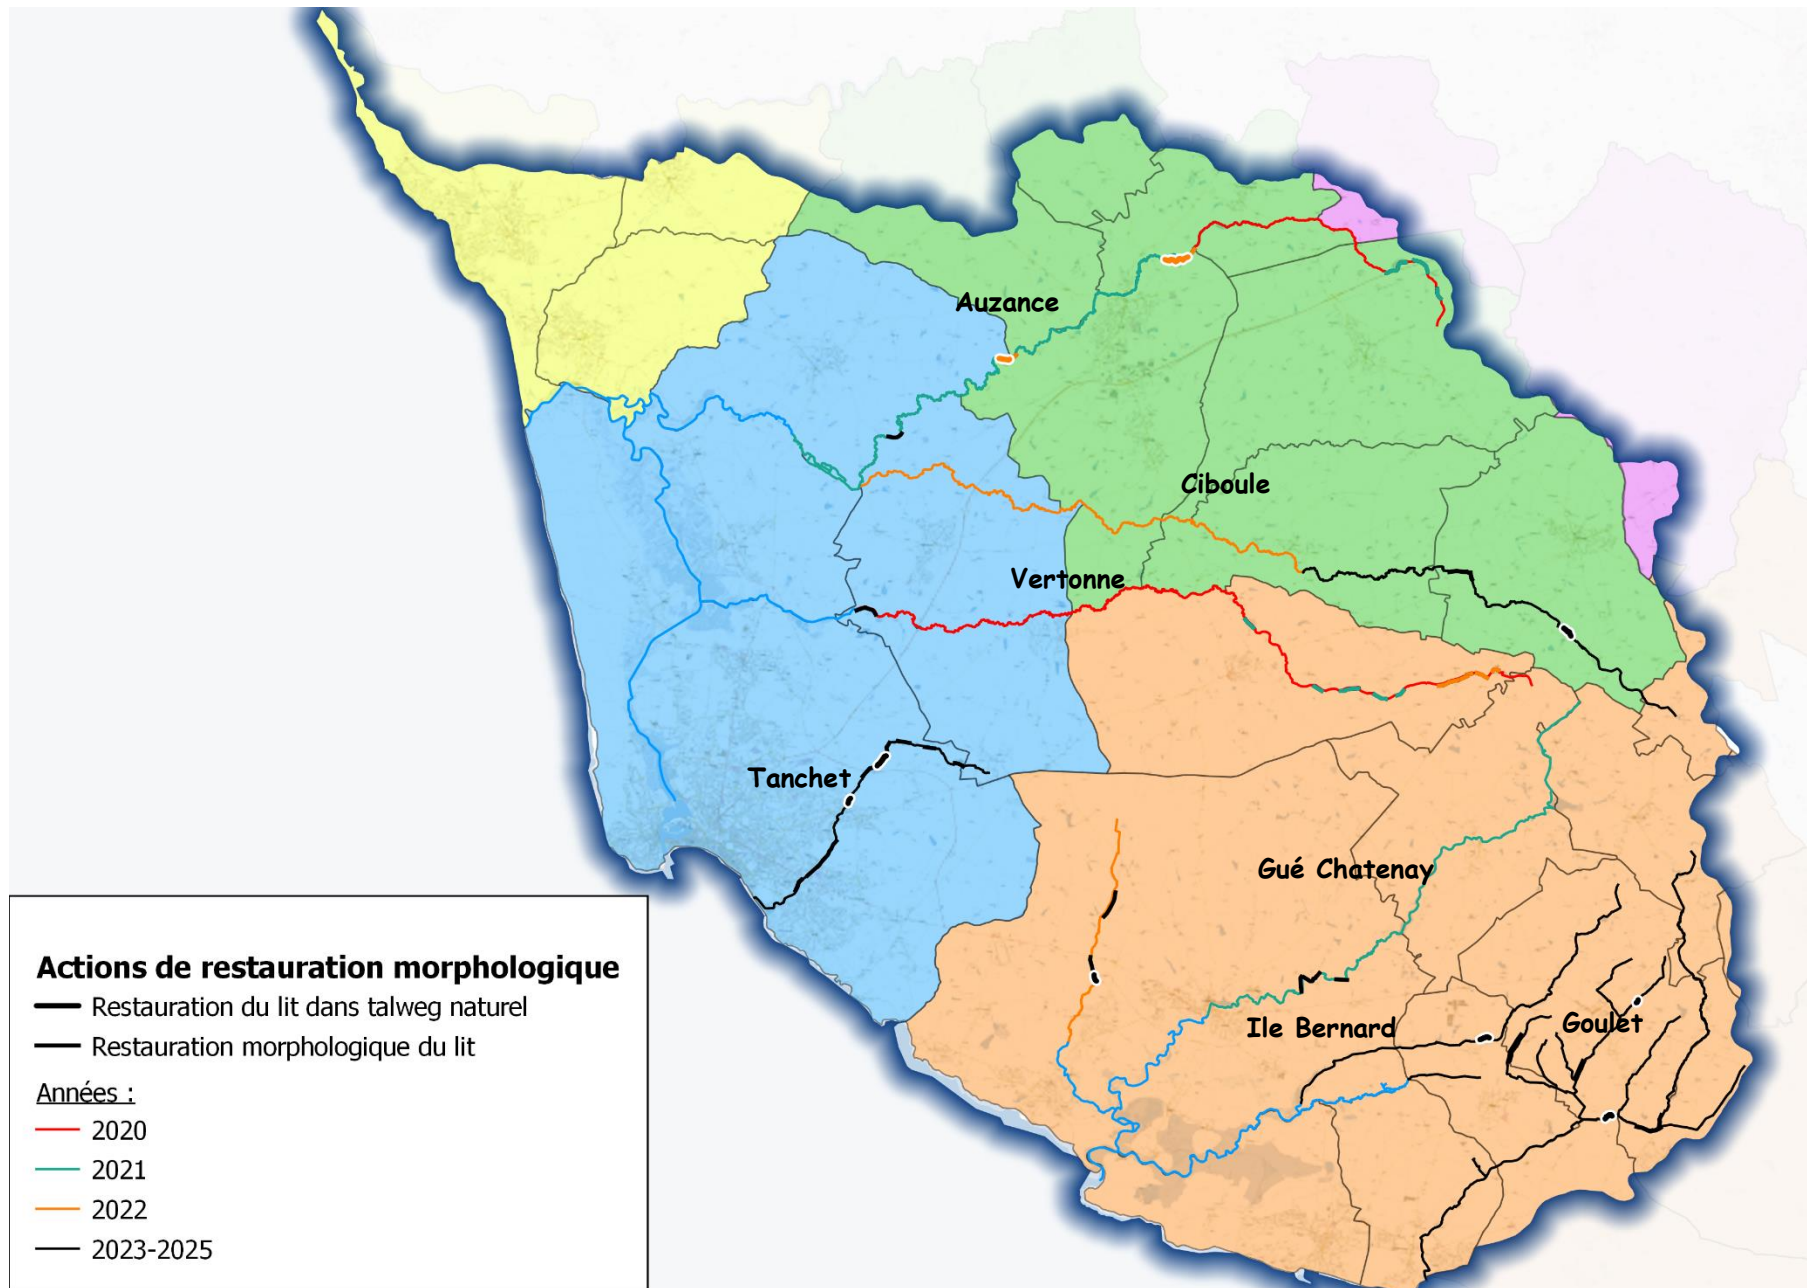 Auzance
Ciboule
Vertonne
Tanchet
Gué Chatenay
Ile Bernard
Goulet
Actions de restauration morphologique
Restauration du lit dans talweg naturel
Restauration morphologique du lit
Années :
2020
2021
2022
2023-2025